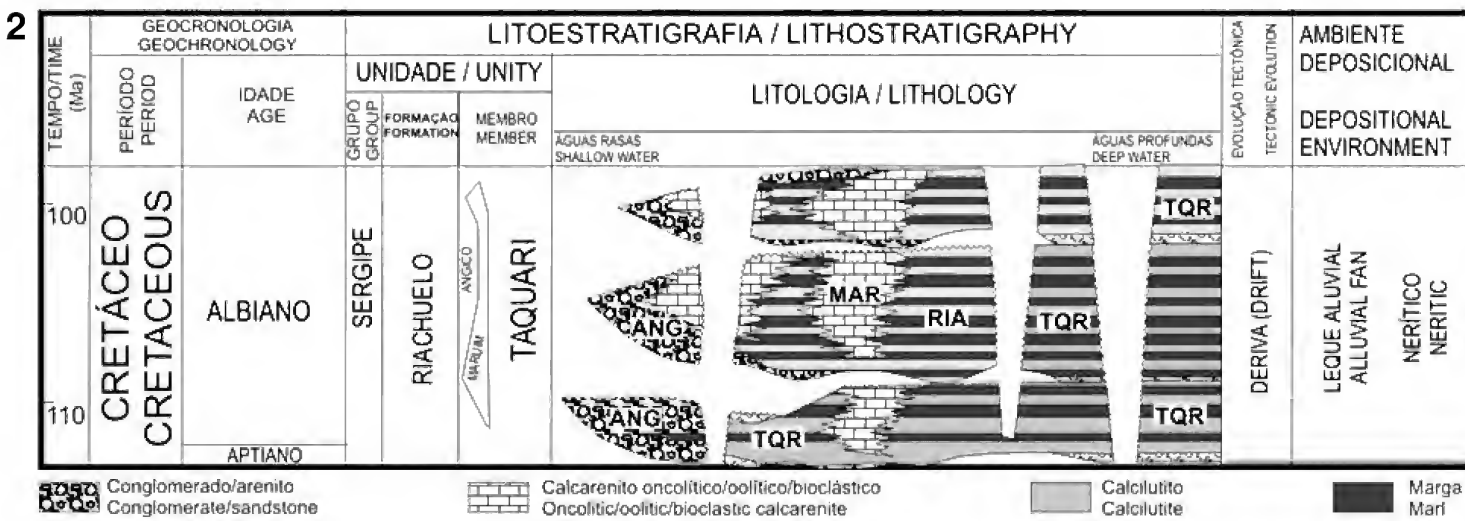 2
TEMPO/TIME
(Ma)
GEOCRONOLOGIA
GEOCHRONOLOGY
PERÍODO
PERIOD
IDADE
AGE
LITOESTRATIGRAFIA / LITHOSTRATIGRAPHY
UNIDADE / UNITY
GRUPO
GROUP
FORMAÇÃO
FORMATION
MEMBRO
MEMBER
LITOLOGIA / LITHOLOGY
ÁGUAS RASAS
SHALLOW WATER
ÁGUAS PROFUNDAS
DEEP WATER
EVOLUÇÃO TECTÔNICA
TECTONIC EVOLUTION
AMBIENTE
DEPOSICIONAL
DEPOSITIONAL
ENVIRONMENT
100
110
CRETÁCEO
CRETACEOUS
ALBIANO
APTIANO
SERGIPE
RIACHUELO
ANGICO
MARUIM
TAQUARI
TQR
MAR
CANG
RIA
TQR
ANG
TQR
TQR
DERIVA (DRIFT)
LEQUE ALUVIAL
ALLUVIAL FAN
NERÍTICO
NERITIC
Conglomerado/arenito
Conglomerate/sandstone
Calcarenito oncolítico/oolítico/bioclástico
Oncolitic/oolitic/bioclastic calcarenite
Calcilutito
Calcilutite
Marga
Marl